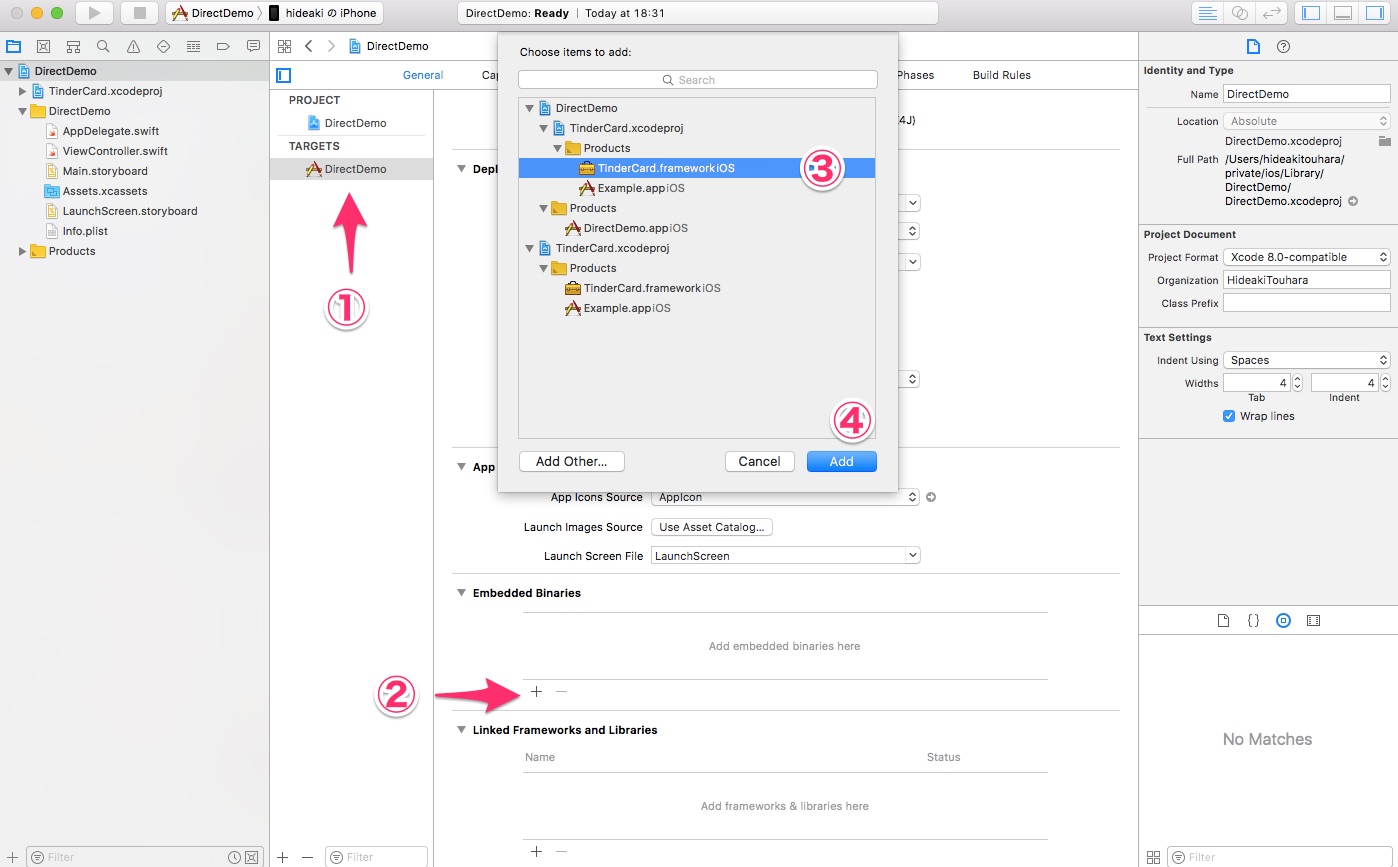 DirectDemo
hideaki の iPhone
DirectDemo: Ready | Today at 18:31
DirectDemo
TinderCard.xcodeproj
DirectDemo
AppDelegate.swift
ViewController.swift
Main.storyboard
Assets.xcassets
LaunchScreen.storyboard
Info.plist
Products
Filter
DirectDemo
General
Cap
Phases
Build Rules
PROJECT
DirectDemo
TARGETS
DirectDemo
①
②
③
④
4J)
Depl
Choose items to add:
Search
DirectDemo
TinderCard.xcodeproj
Products
TinderCard.framework iOS
Example.app iOS
Products
DirectDemo.app iOS
TinderCard.xcodeproj
Products
TinderCard.framework iOS
Example.app iOS
Add Other...
Cancel
Add
App
App Icons Source
AppIcon
Launch Images Source
Use Asset Catalog...
Launch Screen File
LaunchScreen
Embedded Binaries
Add embedded binaries here
Linked Frameworks and Libraries
Name
Status
Add frameworks & libraries here
Filter
Identity and Type
Name DirectDemo
Location Absolute
DirectDemo.xcodeproj
Full Path /Users/hideakitouhara/
private/ios/Library/
DirectDemo/
DirectDemo.xcodeproj
Project Document
Project Format Xcode 8.0-compatible
Organization HideakiTouhara
Class Prefix
Text Settings
Indent Using Spaces
Widths 4 4
Tab Indent
Wrap lines
No Matches
Filter